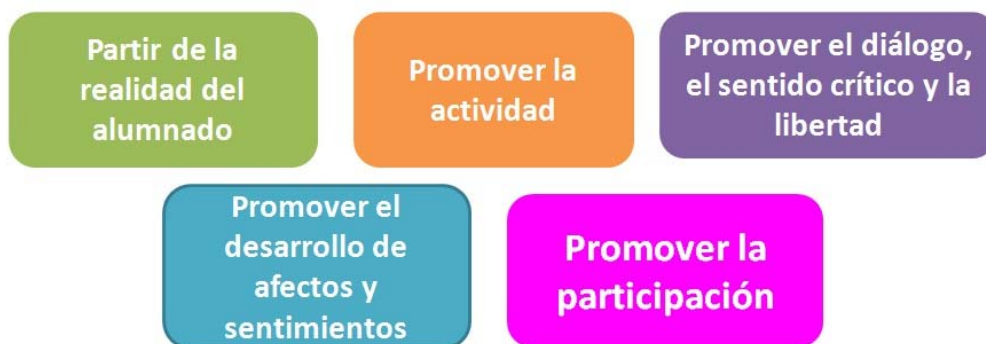 Partir de la
realidad del
alumnado
Promover la
actividad
Promover el diálogo,
el sentido crítico y la
libertad
Promover el
desarrollo de
afectos y
sentimientos
Promover la
participación